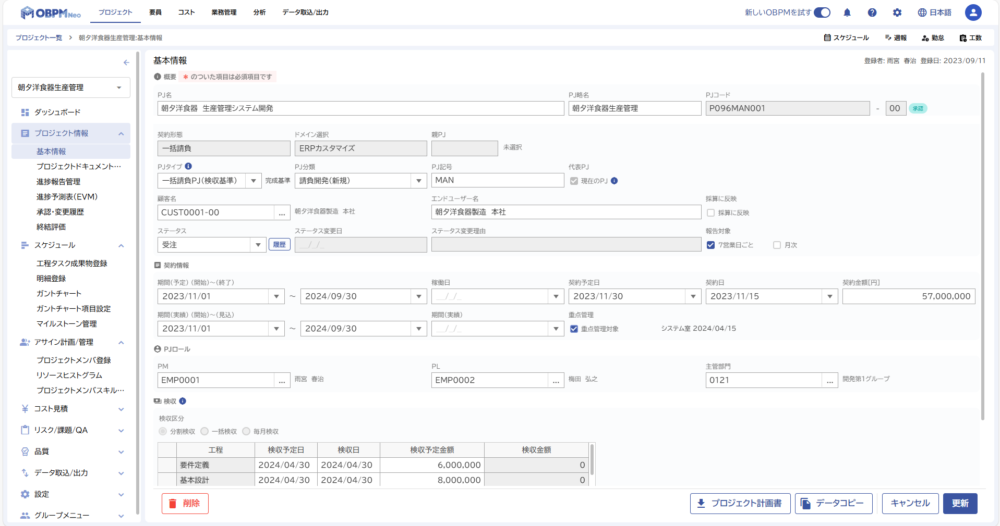 OBPM Neo
プロジェクト 要員 コスト 業務管理 分析 データ取込/出力
新しいOBPMを試す 日本語
プロジェクト一覧 > 朝夕洋食器生産管理:基本情報
スケジュール 週報 勤怠 工数
朝夕洋食器生産管理
ダッシュボード
プロジェクト情報
基本情報
プロジェクトドキュメント…
進捗報告管理
進捗予測表(EVM)
承認・変更履歴
終結評価
スケジュール
工程タスク成果物登録
明細登録
ガントチャート
ガントチャート項目設定
マイルストーン管理
アサイン計画/管理
プロジェクトメンバ登録
リソースヒストグラム
プロジェクトメンバスキル…
コスト見積
リスク/課題/QA
品質
データ取込/出力
設定
グループメニュー
基本情報
登録者: 雨宮 春治 登録日: 2023/09/11
概要 * のついた項目は必須項目です
PJ名 PJ略名 PJコード
朝夕洋食器 生産管理システム開発 朝夕洋食器生産管理 P096MAN001 - 00 承認
契約形態 ドメイン選択 親PJ
一括請負 ERPカスタマイズ 未選択
PJタイプ PJ分類 PJ記号 代表PJ
一括請負PJ(検収基準) 完成基準 請負開発(新規) MAN 現在のPJ
顧客名 エンドユーザー名 採算に反映
CUST0001-00 ... 朝夕洋食器製造 本社 朝夕洋食器製造 本社 採算に反映
ステータス ステータス変更日 ステータス変更理由 報告対象
受注 履歴 __/_/_ 7営業日ごと 月次
契約情報
期間(予定) (開始)～(終了) 稼働日 契約予定日 契約日 契約金額[円]
2023/11/01 ～ 2024/09/30 __/_/_ 2023/11/30 2023/11/15 57,000,000
期間(実績) (開始)～(見込) 期間(実績) 重点管理
2023/11/01 ～ 2024/09/30 __/_/_ 重点管理対象 システム室 2024/04/15
PJロール
PM PL 主管部門
EMP0001 ... 雨宮 春治 EMP0002 ... 梅田 弘之 0121 ... 開発第1グループ
検収
検収区分
分割検収 一括検収 毎月検収
工程 検収予定日 検収日 検収予定金額 検収金額
要件定義 2024/04/30 2024/04/30 6,000,000 0
基本設計 2024/04/30 2024/04/30 8,000,000 0
削除 プロジェクト計画書 データコピー キャンセル 更新